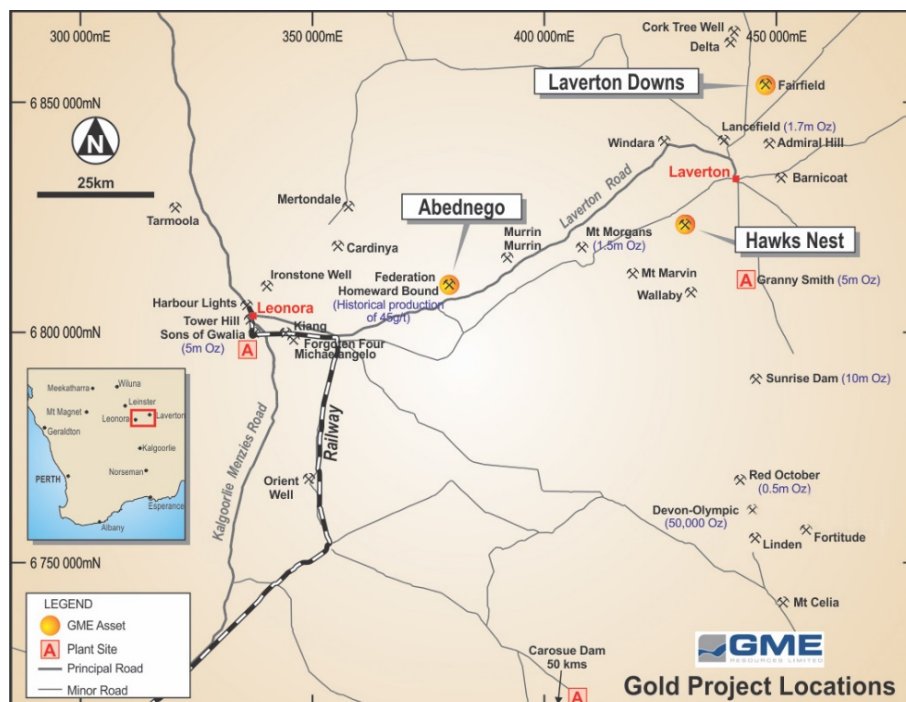 300 000mE
350 000mE
400 000mE
450 000mE
Cork Tree Well
Delta
Laverton Downs
Fairfield
6 850 000mN
N
25km
Lancefield (1.7m Oz)
Windara
Admiral Hill
Laverton
Barnicoat
Laverton Road
Mertondale
Abednego
Tarmoola
Cardinya
Murrin
Murrin
Mt Morgans
(1.5m Oz)
Hawks Nest
Ironstone Well
Federation
Homeward Bound
(Historical production
of 45g/t)
Mt Marvin
Granny Smith (5m Oz)
Wallaby
A
Harbour Lights
Leonora
Tower Hill
Sons of Gwalia
(5m Oz)
A
Kiang
Forgoten Four
Michaelangelo
6 800 000mN
Sunrise Dam (10m Oz)
Kalgoorlie Menzies Road
Railway
Orient
Well
Red October
(0.5m Oz)
Devon-Olympic
(50,000 Oz)
Linden
Fortitude
Mt Celia
6 750 000mN
Meekatharra
Wiluna
Leinster
Mt Magnet
Leonora
Laverton
Geraldton
Kalgoorlie
PERTH
Norseman
Esperance
Albany
LEGEND
GME Asset
A Plant Site
Principal Road
Minor Road
Carosue Dam
50 kms
A
GME
RESOURCES LIMITED
Gold Project Locations